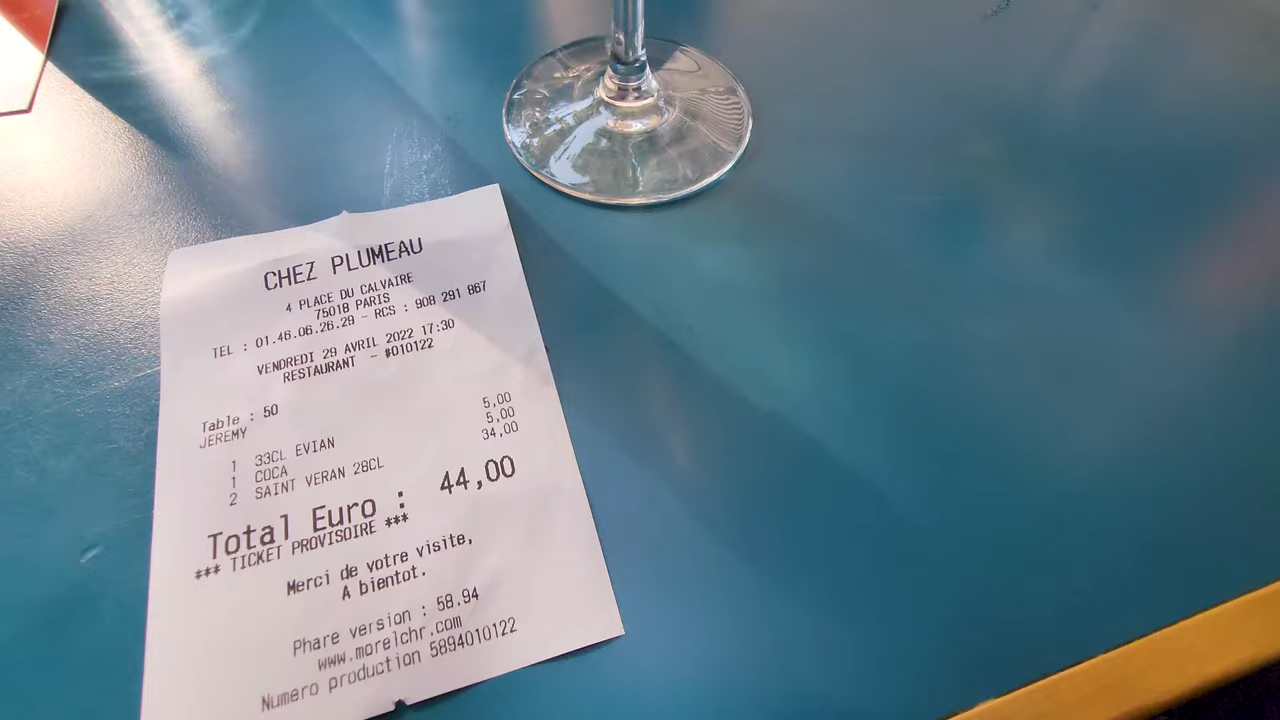 CHEZ PLUMEAU
4 PLACE DU CALVAIRE
75018 PARIS
TEL : 01.46.06.26.29 - RCS : 908 291 867
VENDREDI 29 AVRIL 2022 17:30
RESTAURANT - #010122
Table : 50
JEREMY
1 33CL EVIAN 5,00
1 COCA 5,00
2 SAINT VERAN 28CL 34,00
Total Euro : 44,00
*** TICKET PROVISOIRE ***
Merci de votre visite,
A bientot.
Phare version : 58.94
www.morelchr.com
Numero production 5894010122